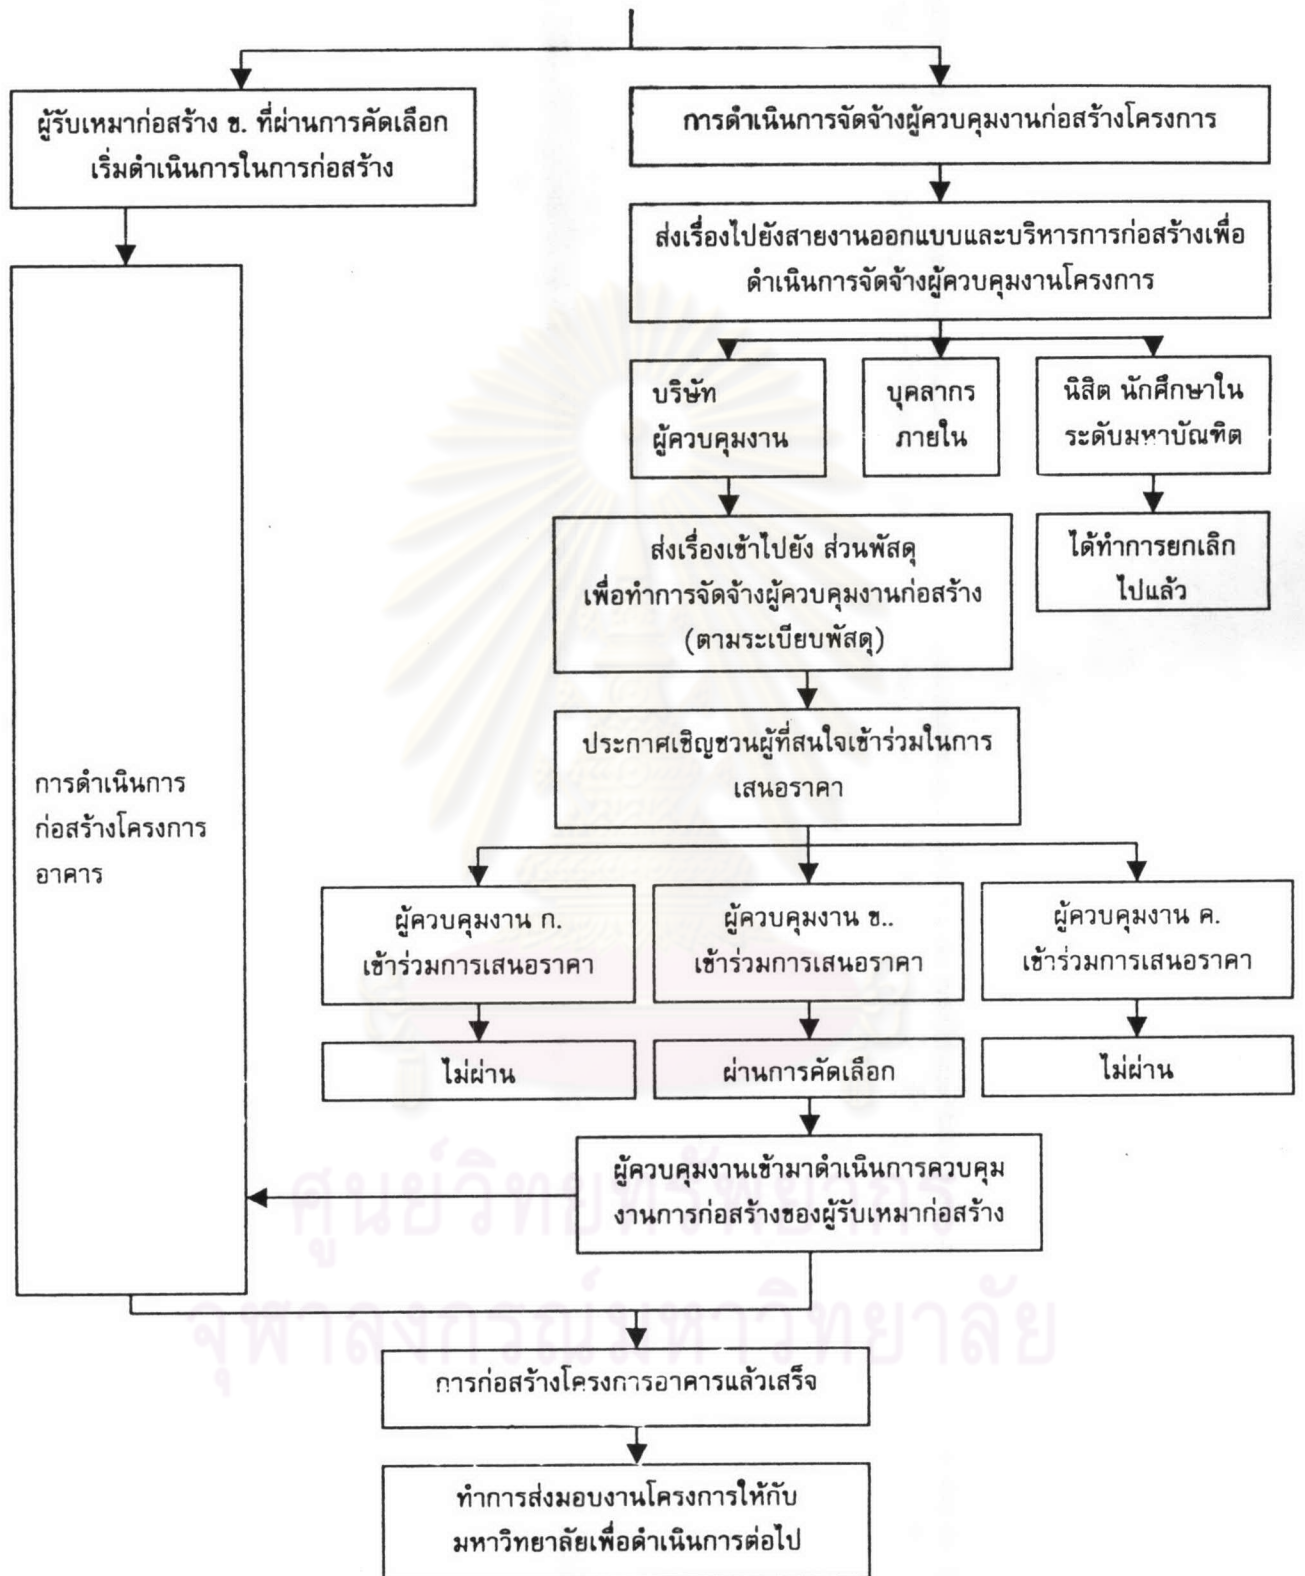 ผู้รับเหมาก่อสร้าง ข. ที่ผ่านการคัดเลือก
เริ่มดำเนินการในการก่อสร้าง
การดำเนินการจัดจ้างผู้ควบคุมงานก่อสร้างโครงการ
ส่งเรื่องไปยังสายงานออกแบบและบริหารการก่อสร้างเพื่อ
ดำเนินการจัดจ้างผู้ควบคุมงานโครงการ
บริษัท
ผู้ควบคุมงาน
บุคลากร
ภายใน
นิสิต นักศึกษาใน
ระดับมหาบัณฑิต
ส่งเรื่องเข้าไปยัง ส่วนพัสดุ
เพื่อทำการจัดจ้างผู้ควบคุมงานก่อสร้าง
(ตามระเบียบพัสดุ)
ได้ทำการยกเลิก
ไปแล้ว
ประกาศเชิญชวนผู้ที่สนใจเข้าร่วมในการ
เสนอราคา
การดำเนินการ
ก่อสร้างโครงการ
อาคาร
ผู้ควบคุมงาน ก.
เข้าร่วมการเสนอราคา
ผู้ควบคุมงาน ข..
เข้าร่วมการเสนอราคา
ผู้ควบคุมงาน ค.
เข้าร่วมการเสนอราคา
ไม่ผ่าน
ผ่านการคัดเลือก
ไม่ผ่าน
ผู้ควบคุมงานเข้ามาดำเนินการควบคุม
งานการก่อสร้างของผู้รับเหมาก่อสร้าง
ศูนย์วิทยทรัพยากร
จุฬาลงกรณ์มหาวิทยาลัย
การก่อสร้างโครงการอาคารแล้วเสร็จ
ทำการส่งมอบงานโครงการให้กับ
มหาวิทยาลัยเพื่อดำเนินการต่อไป